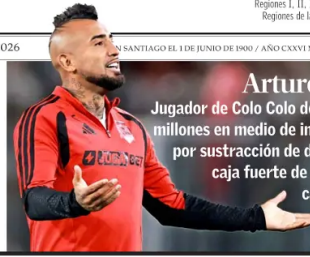 Regiones I, II,
Regiones de la
026
N SANTIAGO EL 1 DE JUNIO DE 1900 / AÑO CXXVI
Arturo
Jugador de Colo Colo de
millones en medio de in
por sustracción de d
caja fuerte de
c